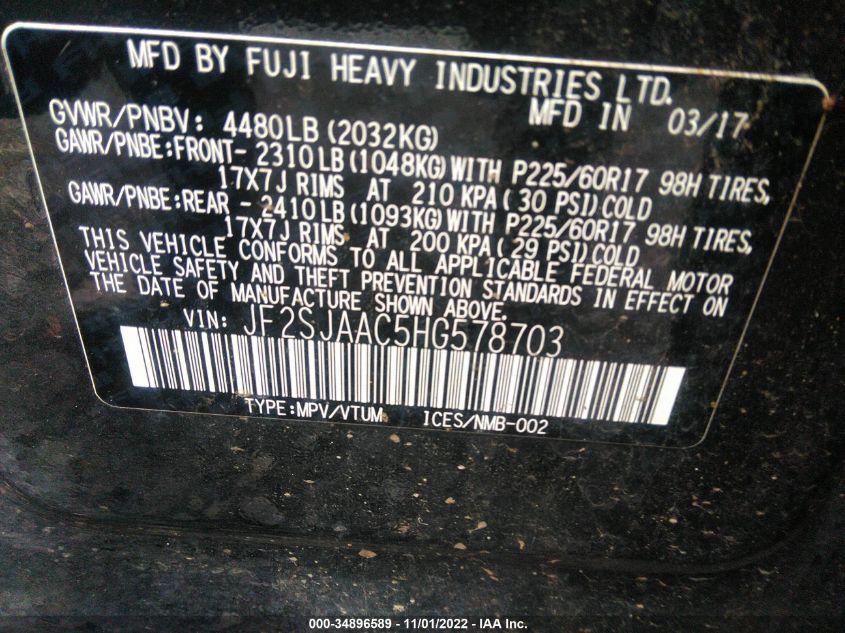 MFD BY FUJI HEAVY INDUSTRIES LTD.
MFD IN 03/17
GVWR/PNBV: 4480LB (2032KG)
GAWR/PNBE:FRONT- 2310LB (1048KG) WITH P225/60R17 98H TIRES,
17X7J RIMS AT 210 KPA ( 30 PSI) COLD
GAWR/PNBE:REAR - 2410LB (1093KG) WITH P225/60R17 98H TIRES,
17X7J RIMS AT 200 KPA ( 29 PSI) COLD
THIS VEHICLE CONFORMS TO ALL APPLICABLE FEDERAL MOTOR
VEHICLE SAFETY AND THEFT PREVENTION STANDARDS IN EFFECT ON
THE DATE OF MANUFACTURE SHOWN ABOVE.
VIN: JF2SJAAC5HG578703
TYPE:MPV/VTUM ICES/NMB-002
000-34896589 - 11/01/2022 - IAA Inc.